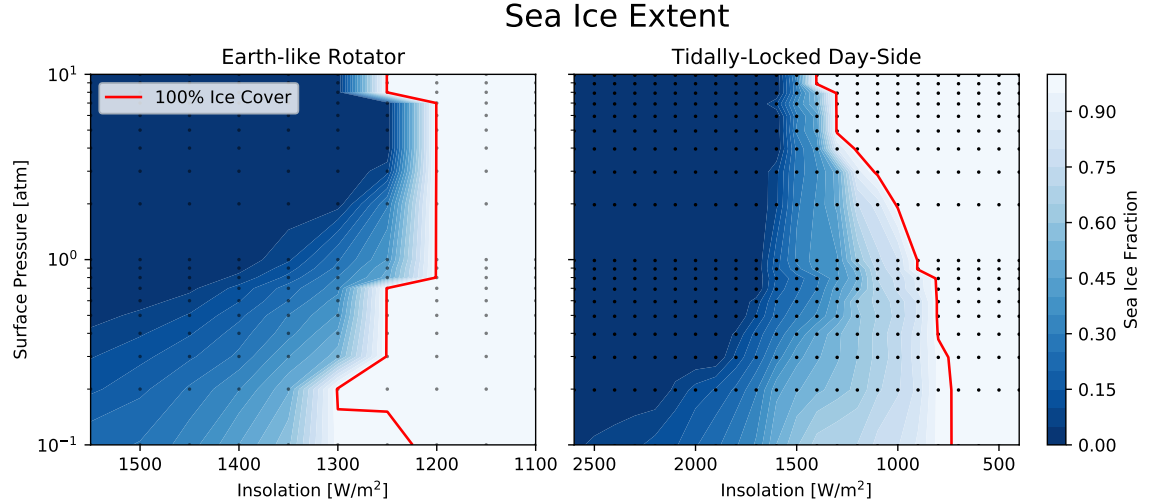 Sea Ice Extent
Earth-like Rotator
Tidally-Locked Day-Side
100% Ice Cover
Surface Pressure [atm]
10¹
10⁰
10⁻¹
1500 1400 1300 1200 1100
Insolation [W/m²]
2500 2000 1500 1000 500
Insolation [W/m²]
0.90
0.75
0.60
0.45
0.30
0.15
0.00
Sea Ice Fraction